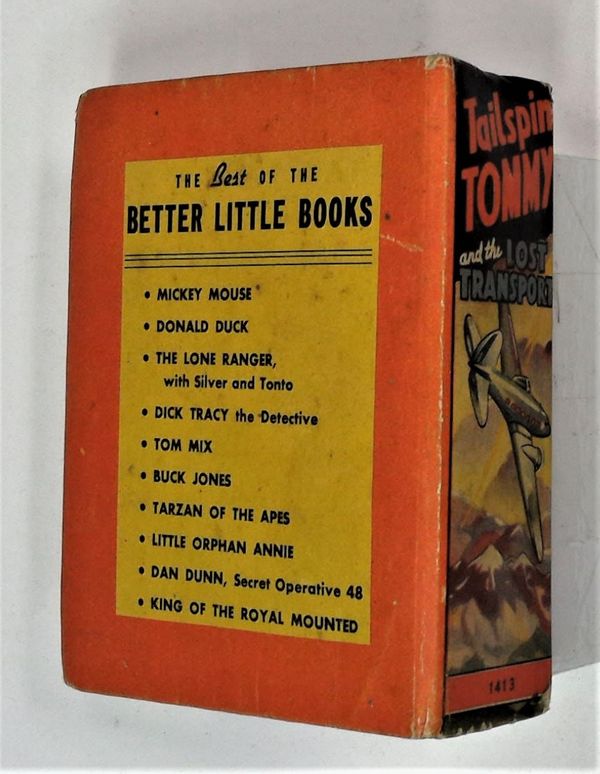 THE Best OF THE
BETTER LITTLE BOOKS
• MICKEY MOUSE
• DONALD DUCK
• THE LONE RANGER,
with Silver and Tonto
• DICK TRACY the Detective
• TOM MIX
• BUCK JONES
• TARZAN OF THE APES
• LITTLE ORPHAN ANNIE
• DAN DUNN, Secret Operative 48
• KING OF THE ROYAL MOUNTED
Tailspin
TOMMY
and the LOST
TRANSPORT
1413